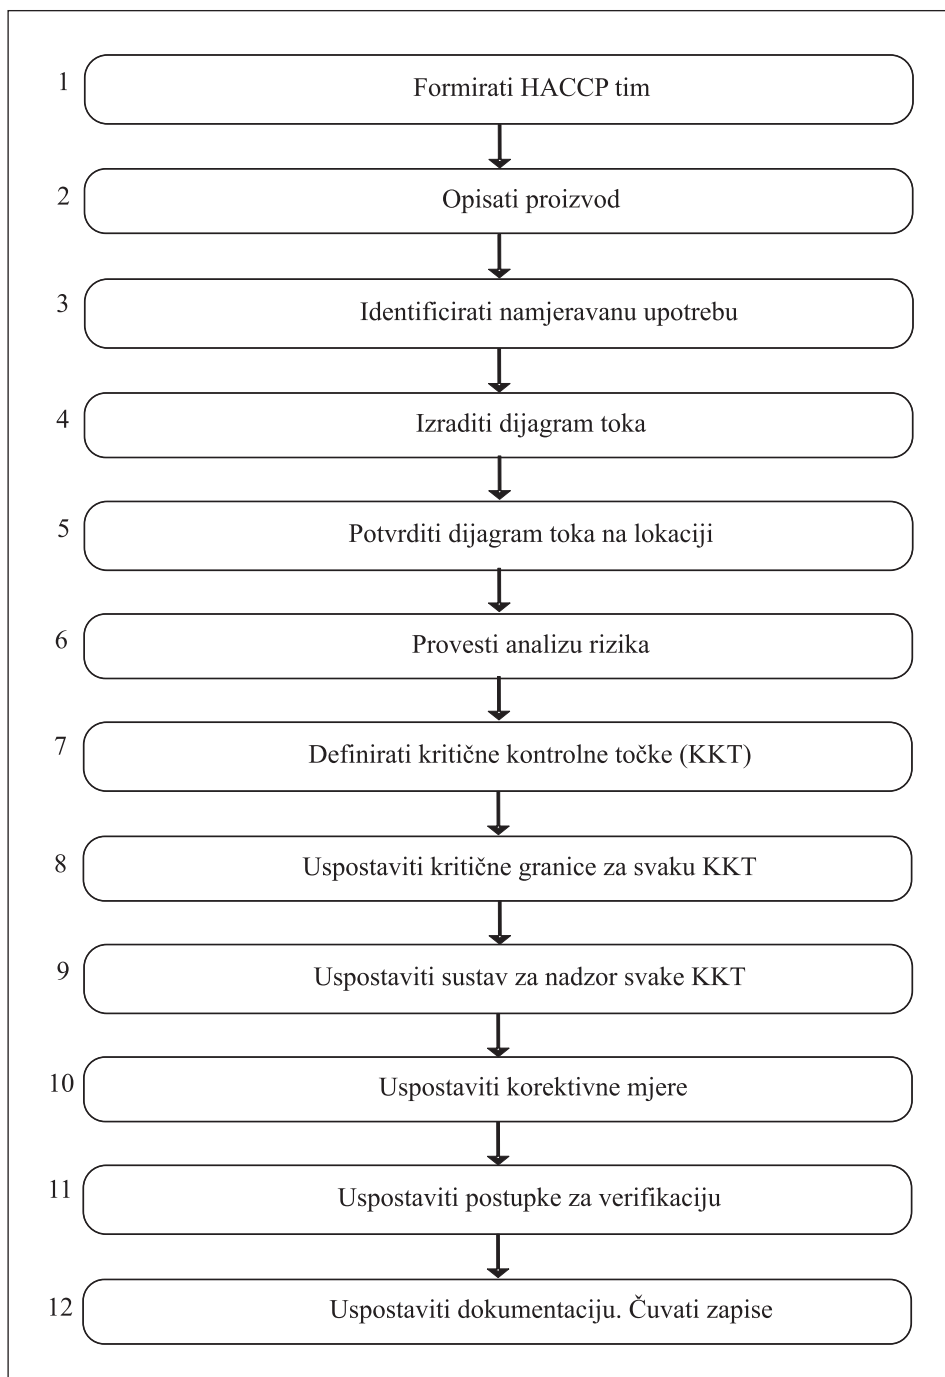 1 Formirati HACCP tim
2 Opisati proizvod
3 Identificirati namjeravanu upotrebu
4 Izraditi dijagram toka
5 Potvrditi dijagram toka na lokaciji
6 Provesti analizu rizika
7 Definirati kritične kontrolne točke (KKT)
8 Uspostaviti kritične granice za svaku KKT
9 Uspostaviti sustav za nadzor svake KKT
10 Uspostaviti korektivne mjere
11 Uspostaviti postupke za verifikaciju
12 Uspostaviti dokumentaciju. Čuvati zapise